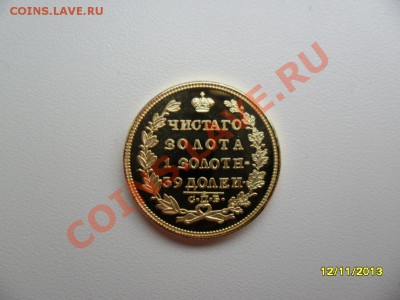 COINS.LAVE.RU
COINS.LAVE.RU
ЧИСТАГО
ЗОЛОТА
1 ЗОЛОТН-
39 ДОЛЕЙ
С.П.Б.
12/11/2013